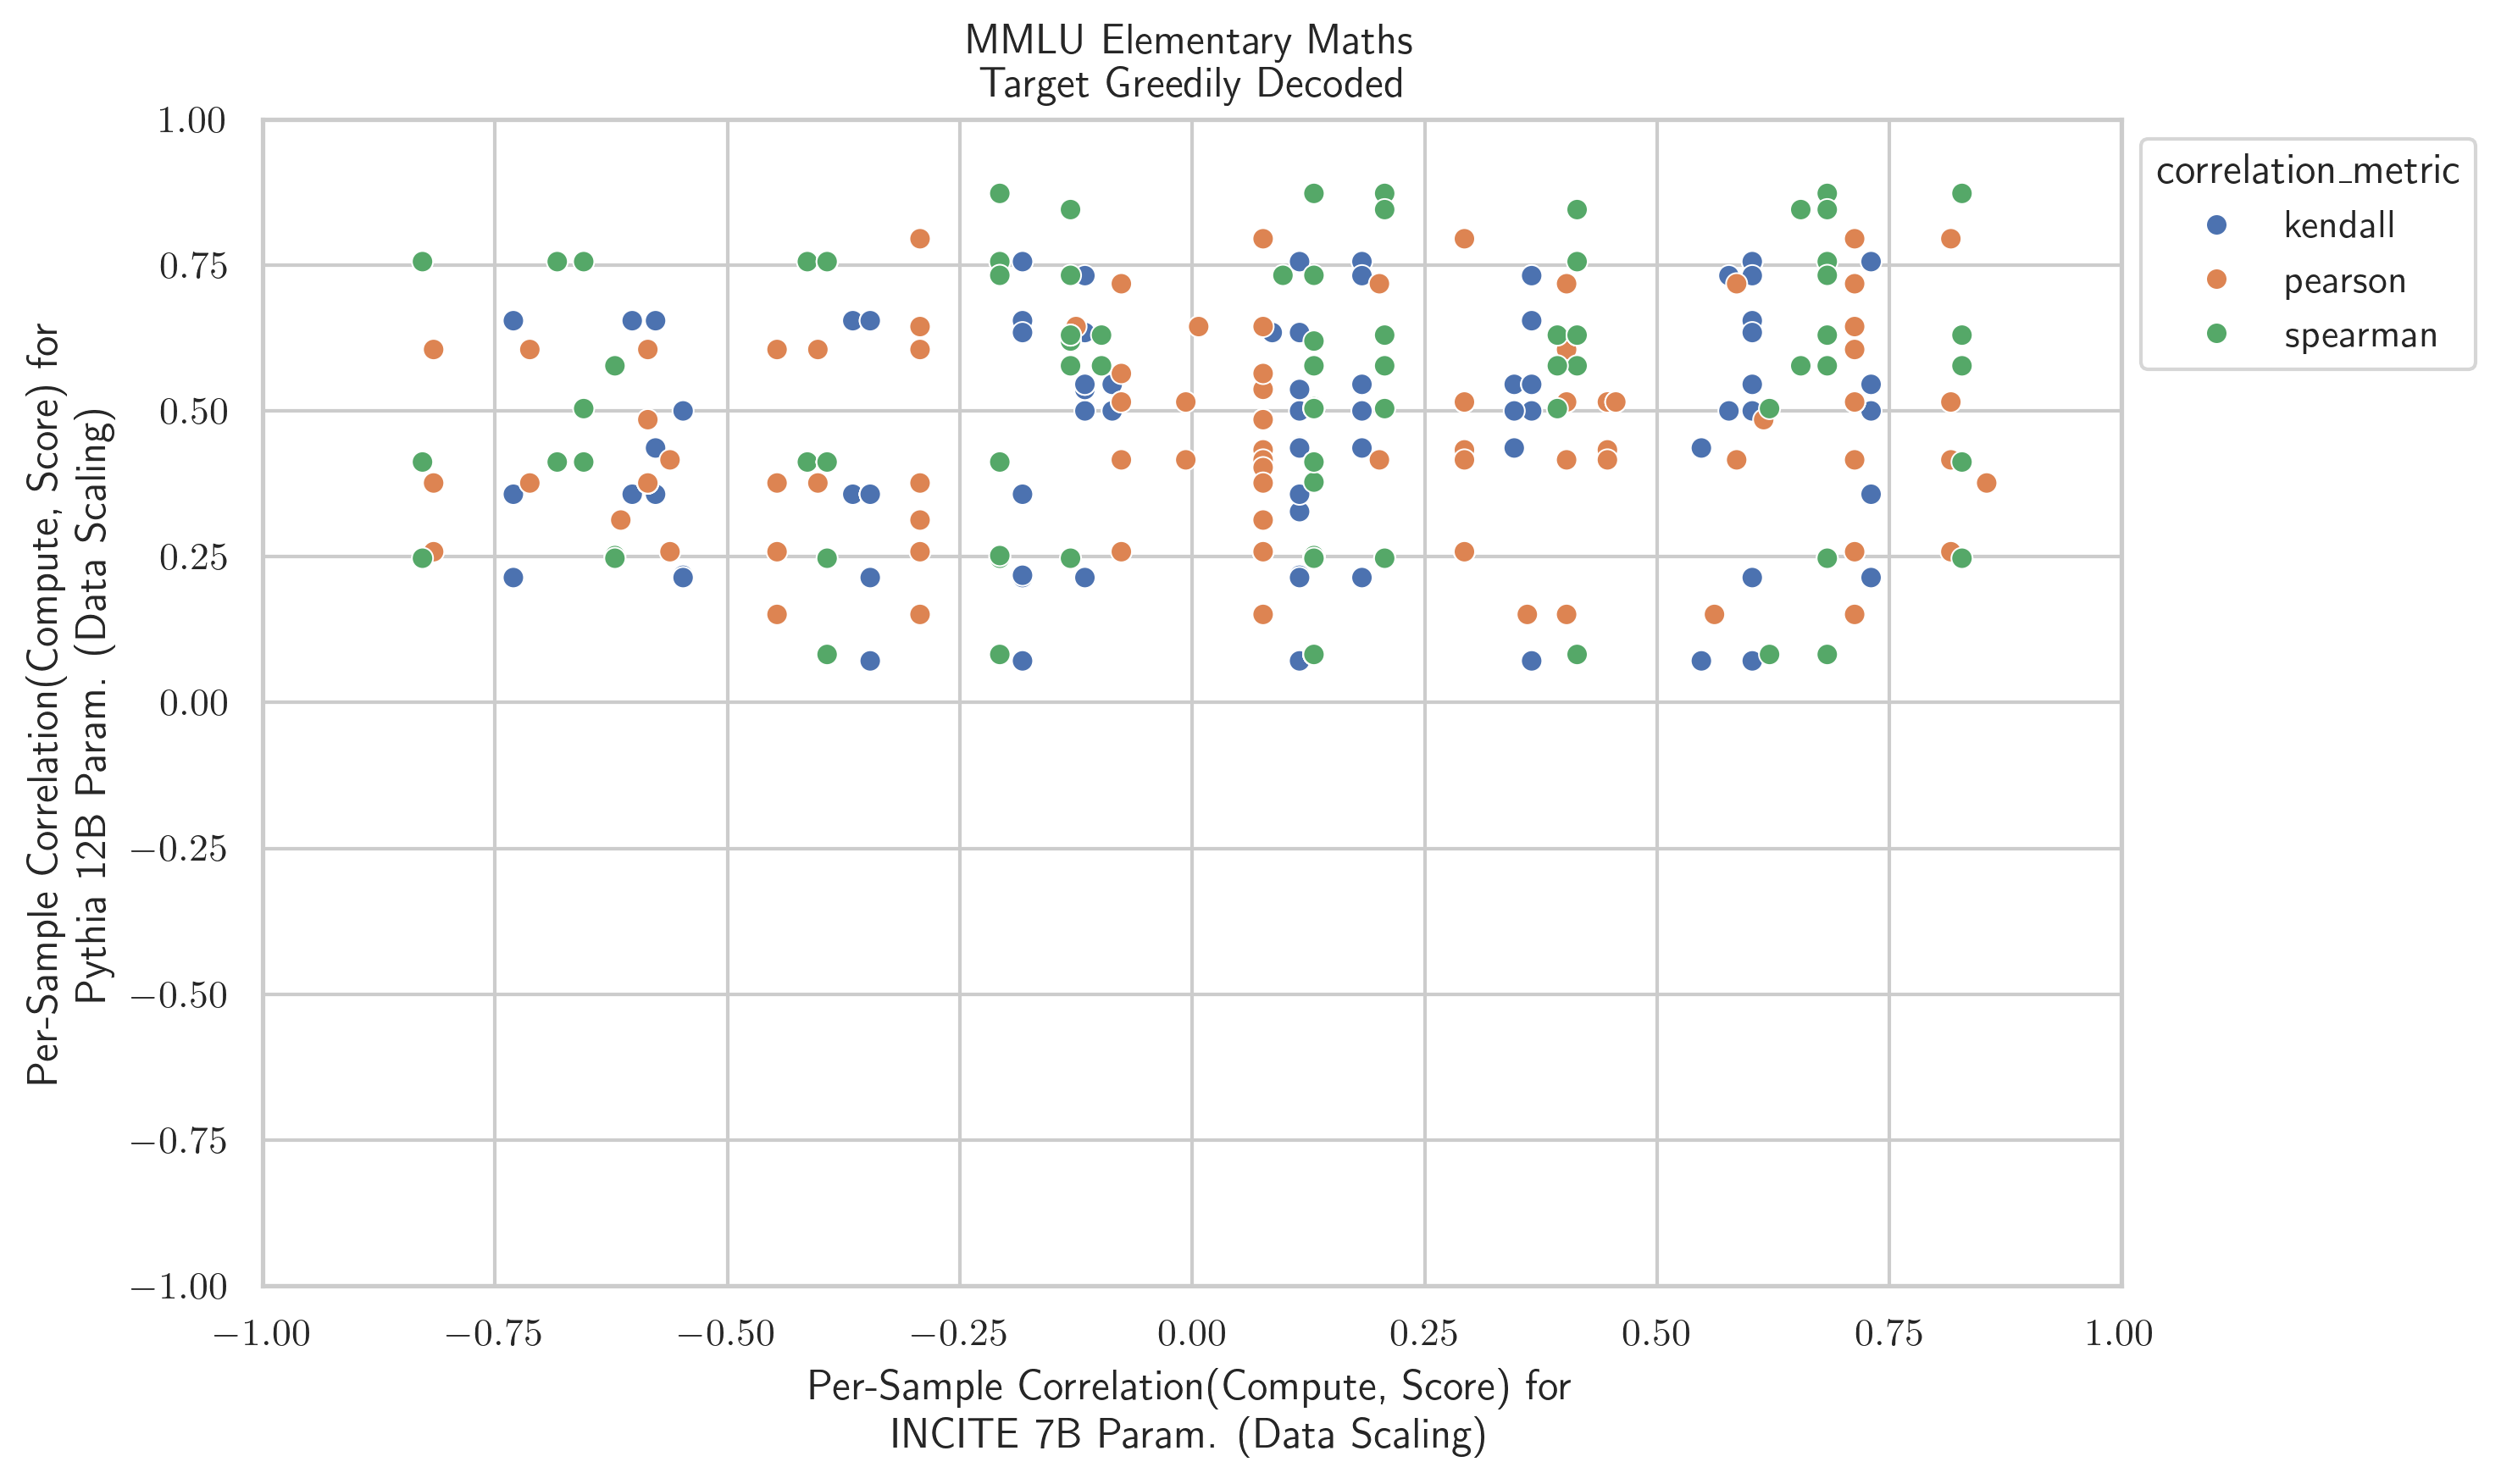 MMLU Elementary Maths
Target Greedily Decoded
Per-Sample Correlation(Compute, Score) for
Pythia 12B Param. (Data Scaling)
1.00
0.75
0.50
0.25
0.00
−0.25
−0.50
−0.75
−1.00
correlation_metric
kendall
pearson
spearman
−1.00
−0.75
−0.50
−0.25
0.00
0.25
0.50
0.75
1.00
Per-Sample Correlation(Compute, Score) for
INCITE 7B Param. (Data Scaling)